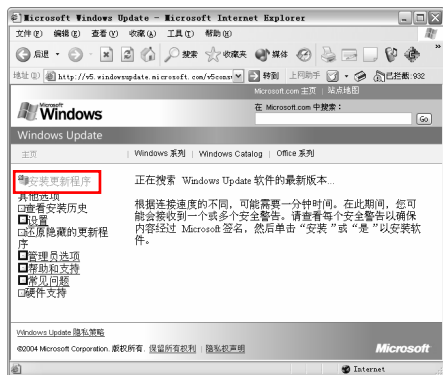 Microsoft Windows Update - Microsoft Internet Explorer
文件(F) 编辑(E) 查看(V) 收藏(A) 工具(T) 帮助(H)
后退 搜索 收藏夹 媒体
地址(D) http://v5.windowsupdate.microsoft.com/v5cons 转到 上网助手 已拦截:932
Microsoft.com 主页 | 站点地图
Microsoft Windows
在 Microsoft.com 中搜索：
Go
Windows Update
主页 | Windows 系列 | Windows Catalog | Office 系列
安装更新程序
其他选项
查看安装历史
设置
还原隐藏的更新程
序
管理员选项
帮助和支持
常见问题
硬件支持
正在搜索 Windows Update 软件的最新版本...
根据连接速度的不同，可能需要一分钟时间。在此期间，您可
能会接收到一个或多个安全警告。请查看每个安全警告以确保
内容经过 Microsoft 签名，然后单击“安装”或“是”以安装软
件。
Windows Update 隐私策略
©2004 Microsoft Corporation. 版权所有. 保留所有权利 | 隐私权声明
Microsoft
Internet